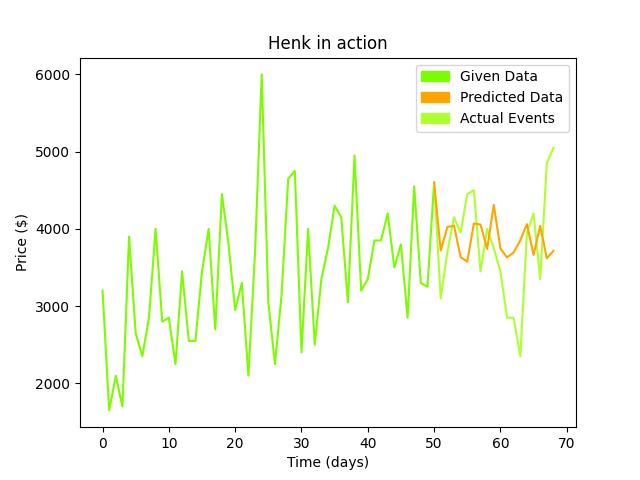 Henk in action
Given Data
Predicted Data
Actual Events
Price ($)
6000
5000
4000
3000
2000
0 10 20 30 40 50 60 70
Time (days)